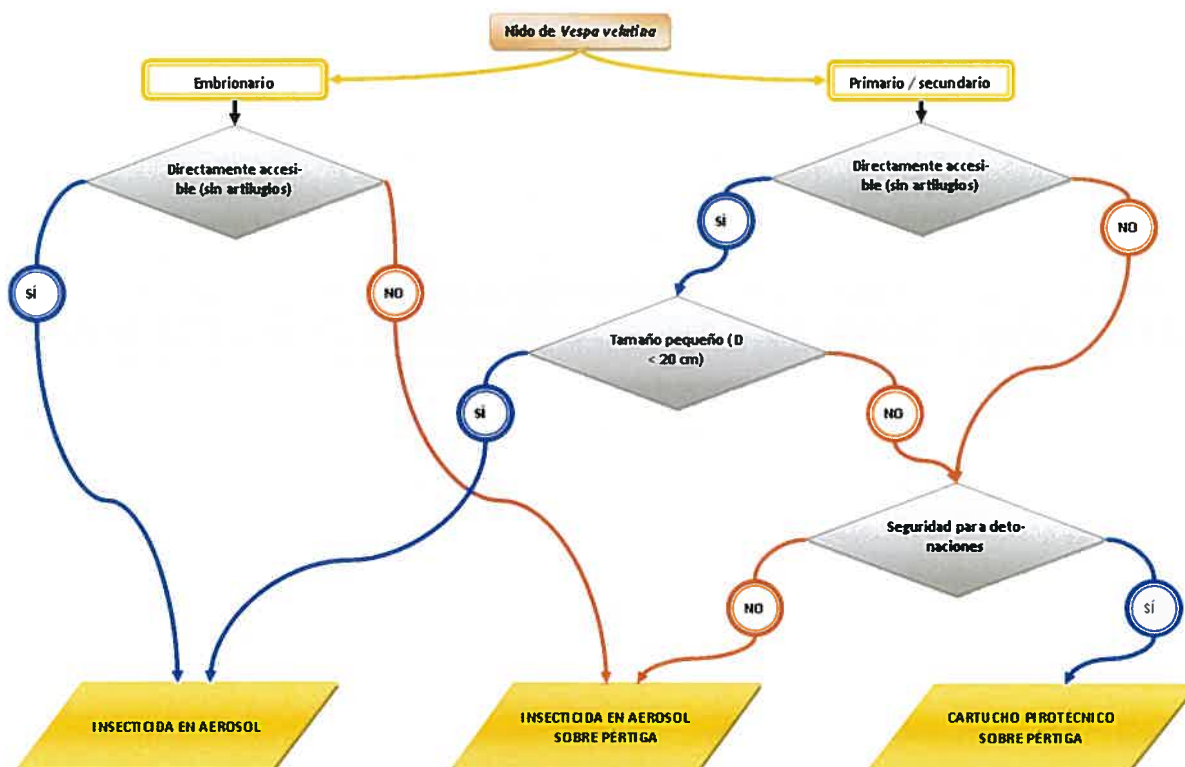 Nido de Vespa velutina
Embrionario
Primario / secundario
Directamente accesi-
ble (sin artilugios)
Directamente accesi-
ble (sin artilugios)
SÍ
NO
SÍ
NO
Tamaño pequeño (D
< 20 cm)
SÍ
NO
Seguridad para deto-
naciones
NO
SÍ
INSECTICIDA EN AEROSOL
INSECTICIDA EN AEROSOL
SOBRE PÉRTIGA
CARTUCHO PIROTÉCNICO
SOBRE PÉRTIGA